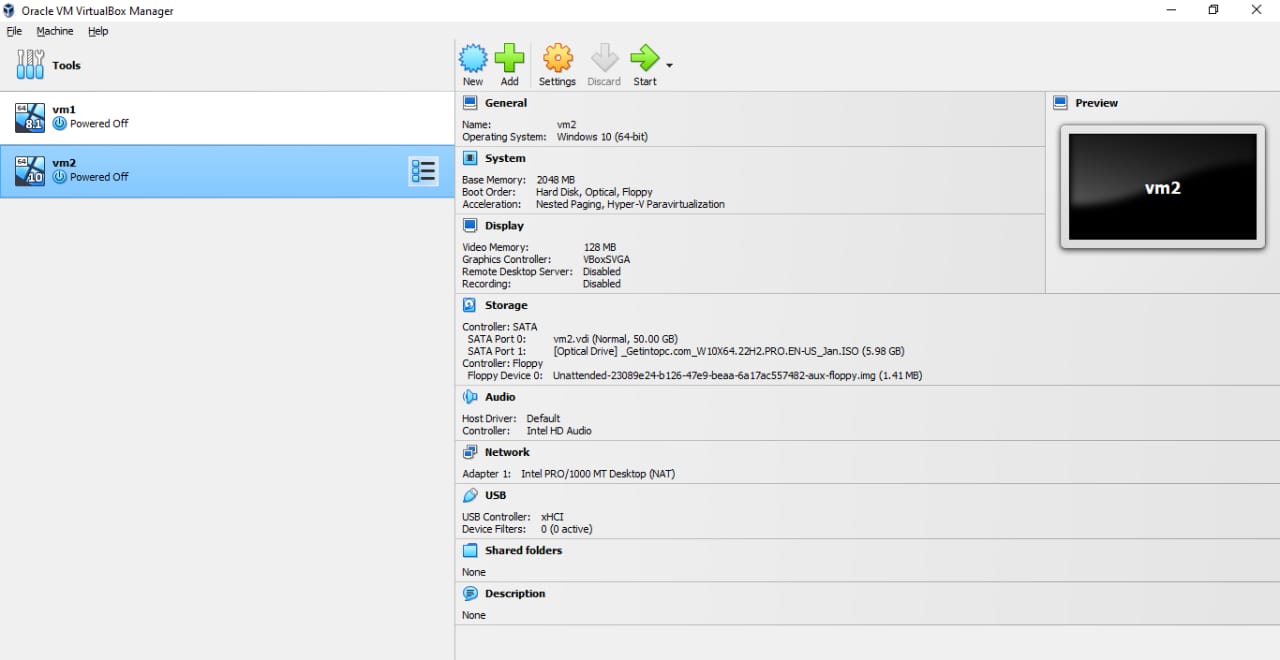 Oracle VM VirtualBox Manager
File Machine Help
Tools
New Add Settings Discard Start
64 8.1 vm1
Powered Off
64 10 vm2
Powered Off
General
Name: vm2
Operating System: Windows 10 (64-bit)
System
Base Memory: 2048 MB
Boot Order: Hard Disk, Optical, Floppy
Acceleration: Nested Paging, Hyper-V Paravirtualization
Display
Video Memory: 128 MB
Graphics Controller: VBoxSVGA
Remote Desktop Server: Disabled
Recording: Disabled
Preview
vm2
Storage
Controller: SATA
SATA Port 0: vm2.vdi (Normal, 50.00 GB)
SATA Port 1: [Optical Drive] _Getintopc.com_W10X64.22H2.PRO.EN-US_Jan.ISO (5.98 GB)
Controller: Floppy
Floppy Device 0: Unattended-23089e24-b126-47e9-beaa-6a17ac557482-aux-floppy.img (1.41 MB)
Audio
Host Driver: Default
Controller: Intel HD Audio
Network
Adapter 1: Intel PRO/1000 MT Desktop (NAT)
USB
USB Controller: xHCI
Device Filters: 0 (0 active)
Shared folders
None
Description
None